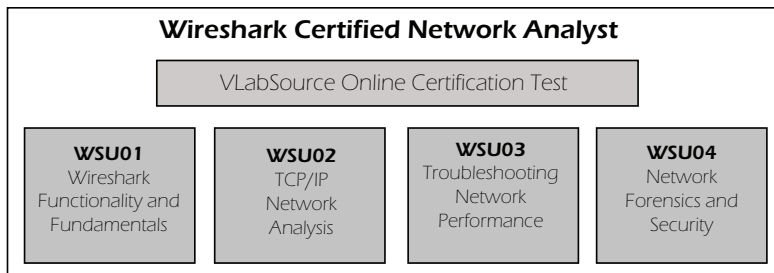 Wireshark Certified Network Analyst
VLabSource Online Certification Test
WSU01
Wireshark
Functionality and
Fundamentals
WSU02
TCP/IP
Network
Analysis
WSU03
Troubleshooting
Network
Performance
WSU04
Network
Forensics and
Security